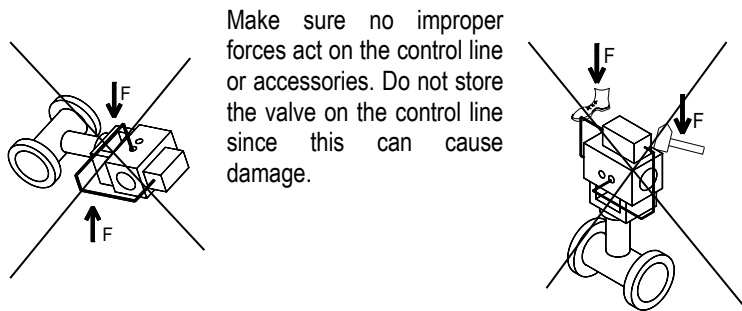 F
F
Make sure no improper
forces act on the control line
or accessories. Do not store
the valve on the control line
since this can cause
damage.
F
F